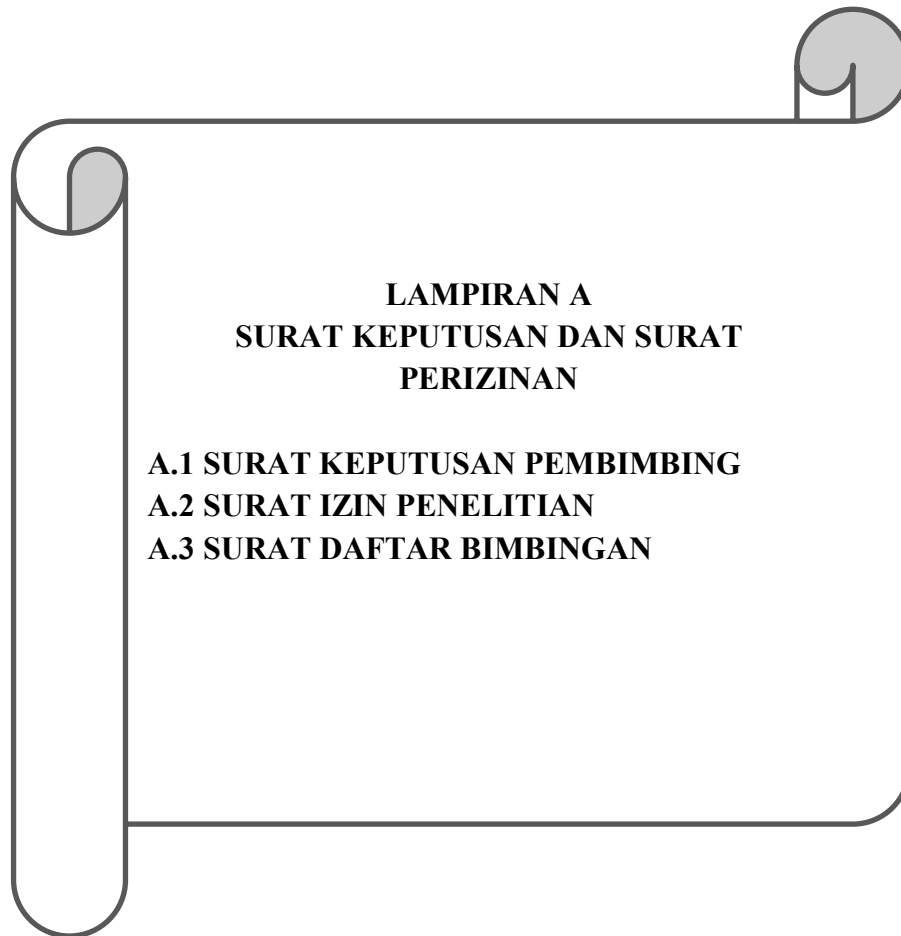 LAMPIRAN A
SURAT KEPUTUSAN DAN SURAT
PERIZINAN
A.1 SURAT KEPUTUSAN PEMBIMBING
A.2 SURAT IZIN PENELITIAN
A.3 SURAT DAFTAR BIMBINGAN